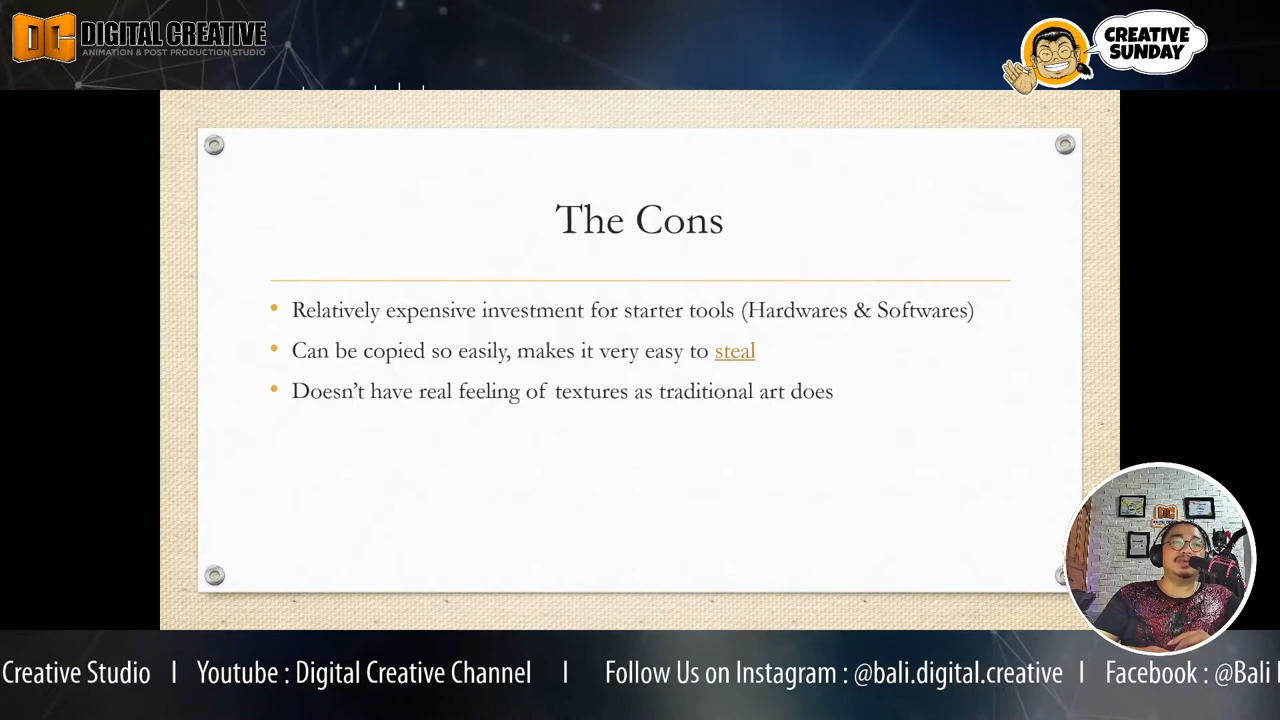 DC DIGITAL CREATIVE
ANIMATION & POST PRODUCTION STUDIO
CREATIVE
SUNDAY
The Cons
• Relatively expensive investment for starter tools (Hardwares & Softwares)
• Can be copied so easily, makes it very easy to steal
• Doesn’t have real feeling of textures as traditional art does
Creative Studio I Youtube : Digital Creative Channel I Follow Us on Instagram : @bali.digital.creative I Facebook : @Bali